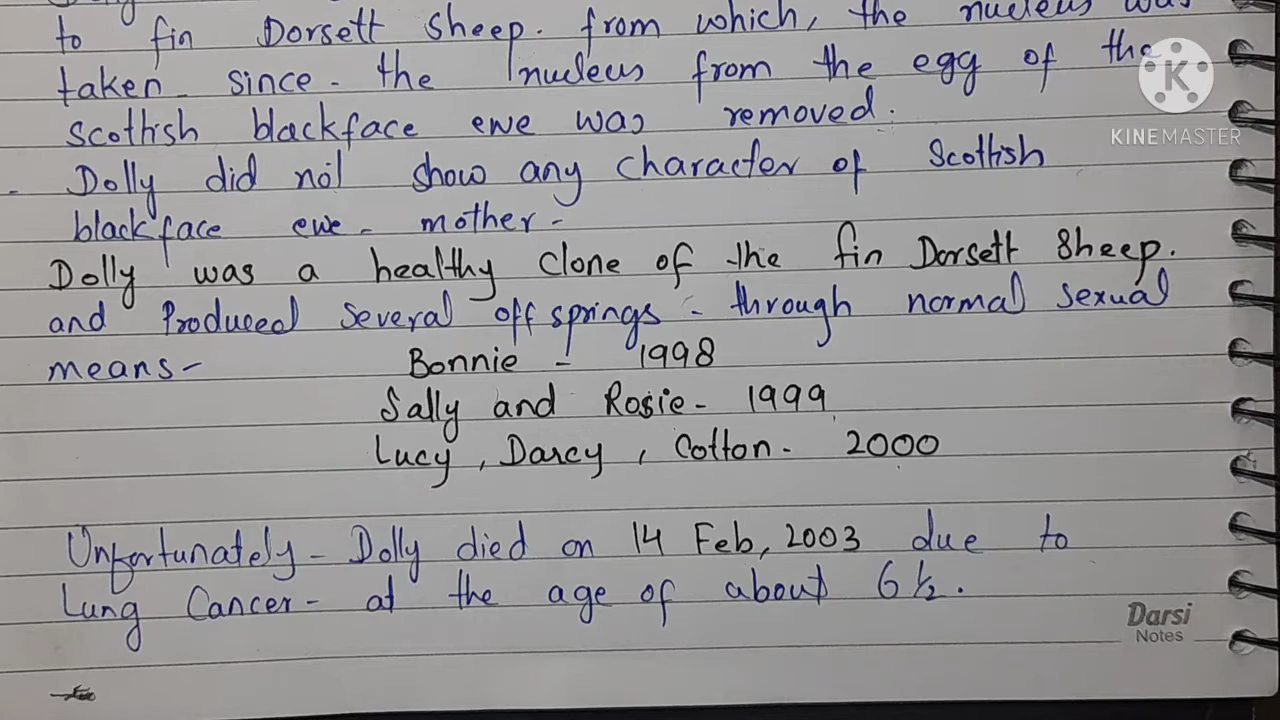 to fin Dorsett sheep. from which, the nucleus was
taken - since - the nucleus from the egg of the
Scottish blackface ewe was removed.
- Dolly did not show any character of Scottish
blackface ewe - mother -
Dolly was a healthy clone of the fin Dorsett Sheep.
and Produced several off springs - through normal sexual
means - Bonnie - 1998
Sally and Rosie - 1999
Lucy, Darcy, Cotton - 2000
Unfortunately - Dolly died on 14 Feb, 2003 due to
Lung Cancer - at the age of about 6 1/2.
K
KINEMASTER
Darsi
Notes